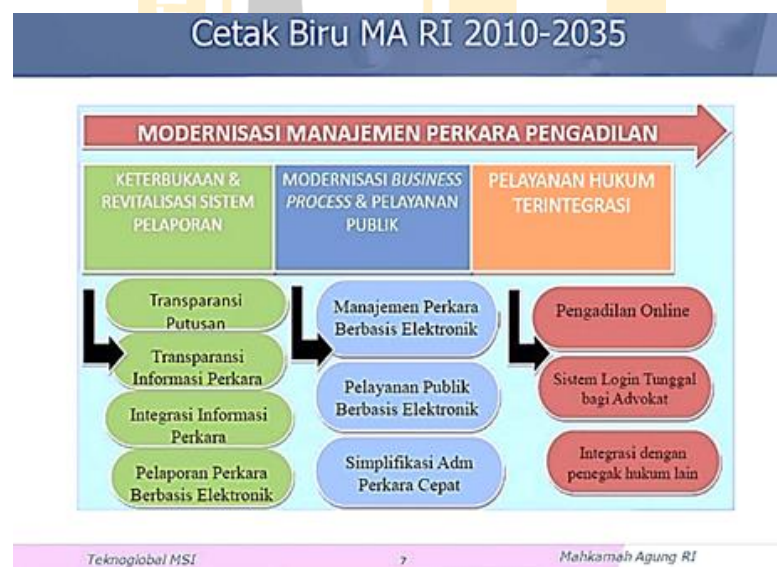 Cetak Biru MA RI 2010-2035
MODERNISASI MANAJEMEN PERKARA PENGADILAN
KETERBUKAAN &
REVITALISASI SISTEM
PELAPORAN
MODERNISASI BUSINESS
PROCESS & PELAYANAN
PUBLIK
PELAYANAN HUKUM
TERINTEGRASI
Transparansi
Putusan
Transparansi
Informasi Perkara
Integrasi Informasi
Perkara
Pelaporan Perkara
Berbasis Elektronik
Manajemen Perkara
Berbasis Elektronik
Pelayanan Publik
Berbasis Elektronik
Simplifikasi Adm
Perkara Cepat
Pengadilan Online
Sistem Login Tunggal
bagi Advokat
Integrasi dengan
penegak hukum lain
Teknoglobal MSI
7
Mahkamah Agung RI